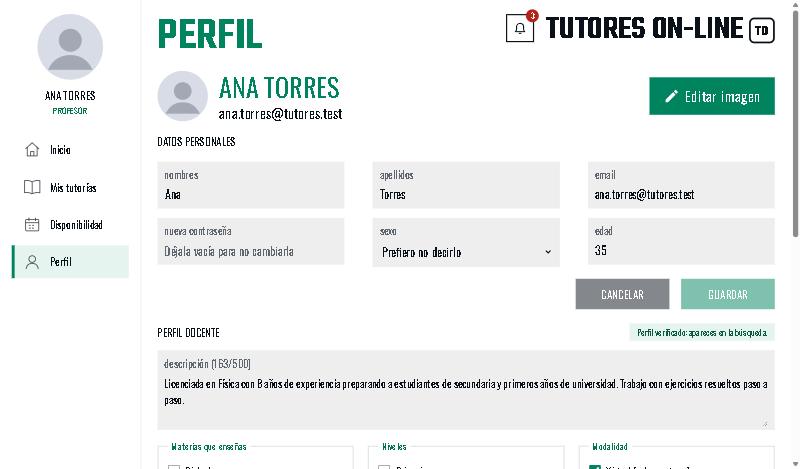 ANA TORRES
PROFESOR
Inicio
Mis tutorías
Disponibilidad
Perfil
PERFIL
3
TUTORES ON-LINE
TO
ANA TORRES
ana.torres@tutores.test
Editar imagen
DATOS PERSONALES
nombres
Ana
apellidos
Torres
email
ana.torres@tutores.test
nueva contraseña
Déjala vacía para no cambiarla
sexo
Prefiero no decirlo
edad
35
CANCELAR
GUARDAR
PERFIL DOCENTE
Perfil verificado: apareces en la búsqueda.
descripción (163/500)
Licenciada en Física con 8 años de experiencia preparando a estudiantes de secundaria y primeros años de universidad. Trabajo con ejercicios resueltos paso a
paso.
Materias que enseñas
Niveles
Modalidad